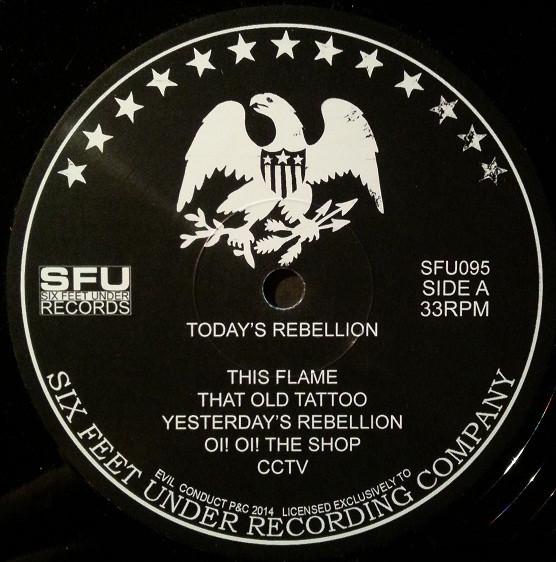 SFU
SIX FEET UNDER
RECORDS
SFU095
SIDE A
33RPM
TODAY'S REBELLION
THIS FLAME
THAT OLD TATTOO
YESTERDAY'S REBELLION
OI! OI! THE SHOP
CCTV
EVIL CONDUCT P&C 2014 LICENSED EXCLUSIVELY TO
SIX FEET UNDER RECORDING COMPANY